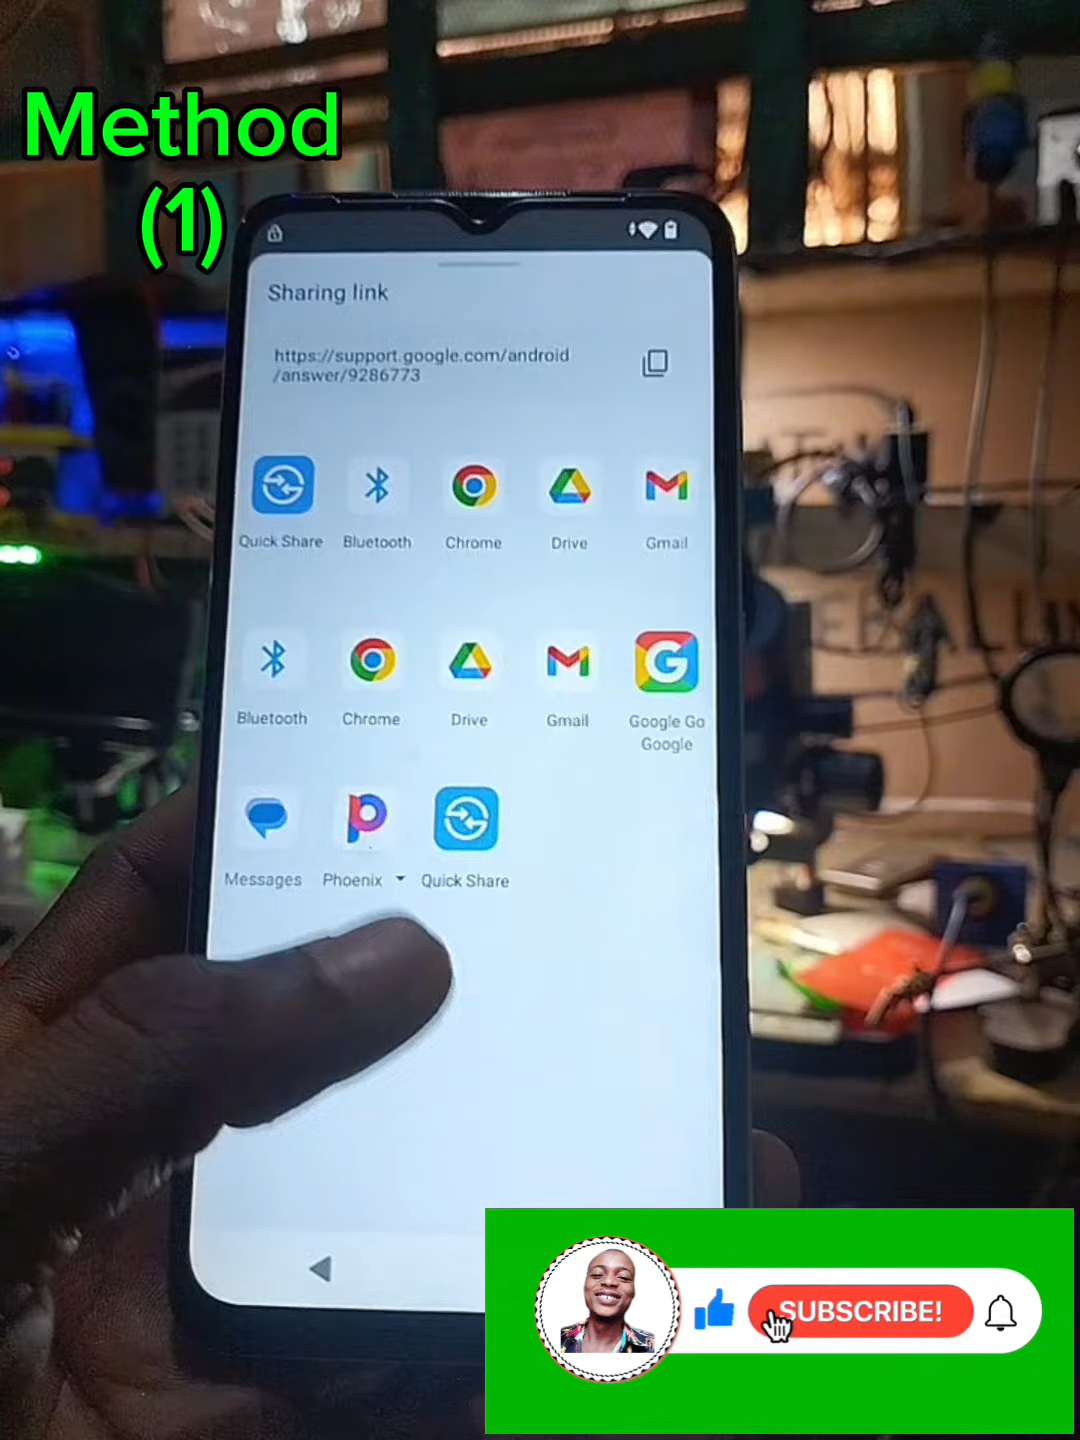 Method
(1)
Sharing link
https://support.google.com/android
/answer/9286773
Quick Share
Bluetooth
Chrome
Drive
Gmail
Bluetooth
Chrome
Drive
Gmail
Google Go
Google
Messages
Phoenix
Quick Share
SUBSCRIBE!